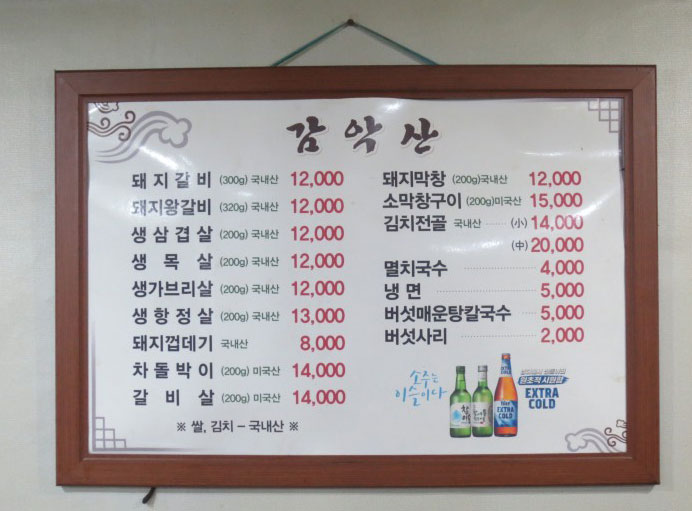 감악산
돼지갈비 (300g) 국내산 12,000
돼지왕갈비 (320g) 국내산 12,000
생삼겹살 (200g) 국내산 12,000
생목살 (200g) 국내산 12,000
생가브리살 (200g) 국내산 12,000
생항정살 (200g) 국내산 13,000
돼지껍데기 국내산 8,000
차돌박이 (200g) 미국산 14,000
갈비살 (200g) 미국산 14,000
※ 쌀, 김치 – 국내산 ※
돼지막창 (200g)국내산 12,000
소막창구이 (200g)미국산 15,000
김치전골 국내산 (小) 14,000
(中) 20,000
멸치국수 4,000
냉면 5,000
버섯매운탕칼국수 5,000
버섯사리 2,000
소주는
이슬이다
EXTRA
COLD
EXTRA
COLD